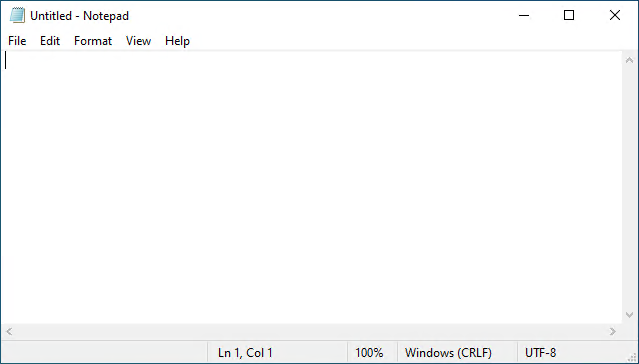 Untitled - Notepad
File Edit Format View Help
Ln 1, Col 1 100% Windows (CRLF) UTF-8